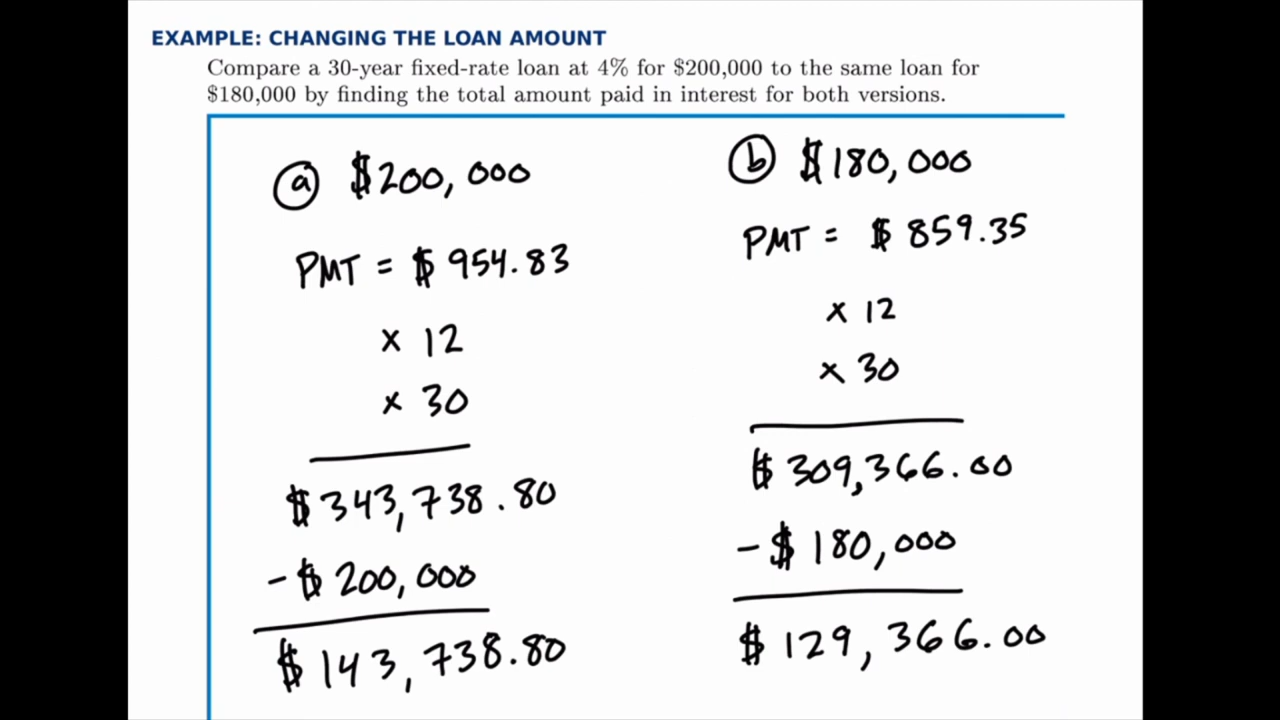 EXAMPLE: CHANGING THE LOAN AMOUNT
Compare a 30-year fixed-rate loan at 4% for $200,000 to the same loan for
$180,000 by finding the total amount paid in interest for both versions.
ⓐ $200,000
PMT = $954.83
x 12
x 30
$343,738.80
- $200,000
$143,738.80
ⓑ $180,000
PMT = $859.35
x 12
x 30
$309,366.00
- $180,000
$129,366.00